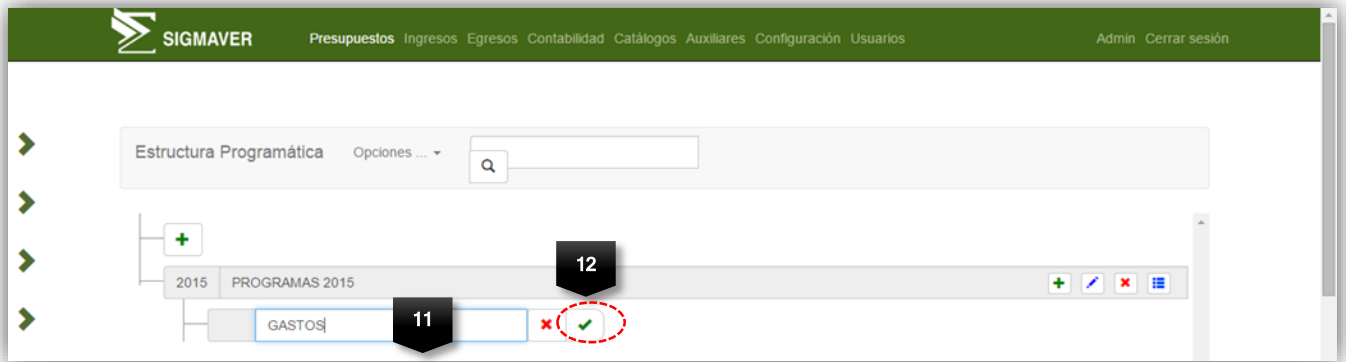 SIGMAVER Presupuestos Ingresos Egresos Contabilidad Catálogos Auxiliares Configuración Usuarios Admin Cerrar sesión
Estructura Programática Opciones ...
12
2015 PROGRAMAS 2015
GASTOS 11